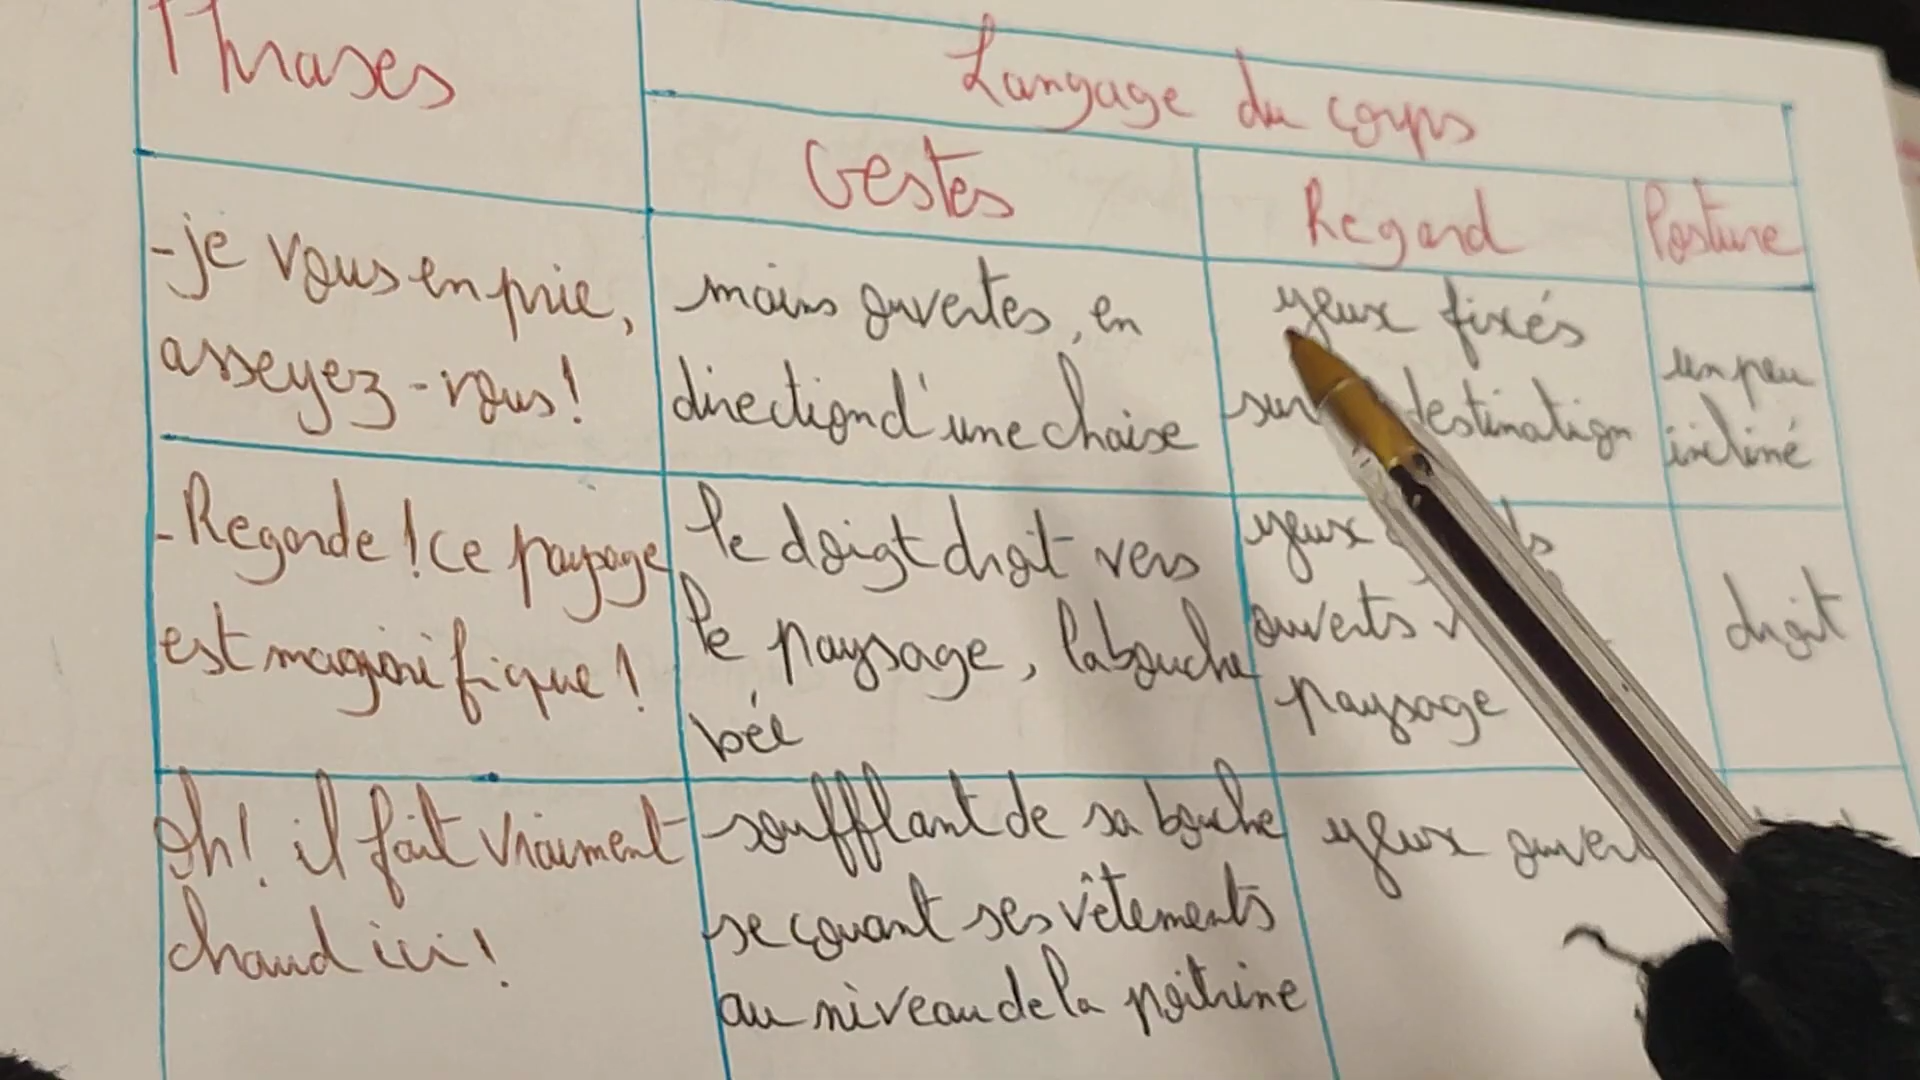 Phrases
Langage du corps
Gestes
Regard
Posture
-je vous en prie,
asseyez-vous!
mains ouvertes, en
direction d'une chaise
yeux fixés
sur destination
un peu
incliné
-Regarde! Ce paysage
est magnifique!
le doigt droit vers
le paysage, la bouche
bée
yeux
ouverts
paysage
droit
Oh! il fait vraiment
chaud ici!
-soufflant de sa bouche
secouant ses vêtements
au niveau de la poitrine
yeux